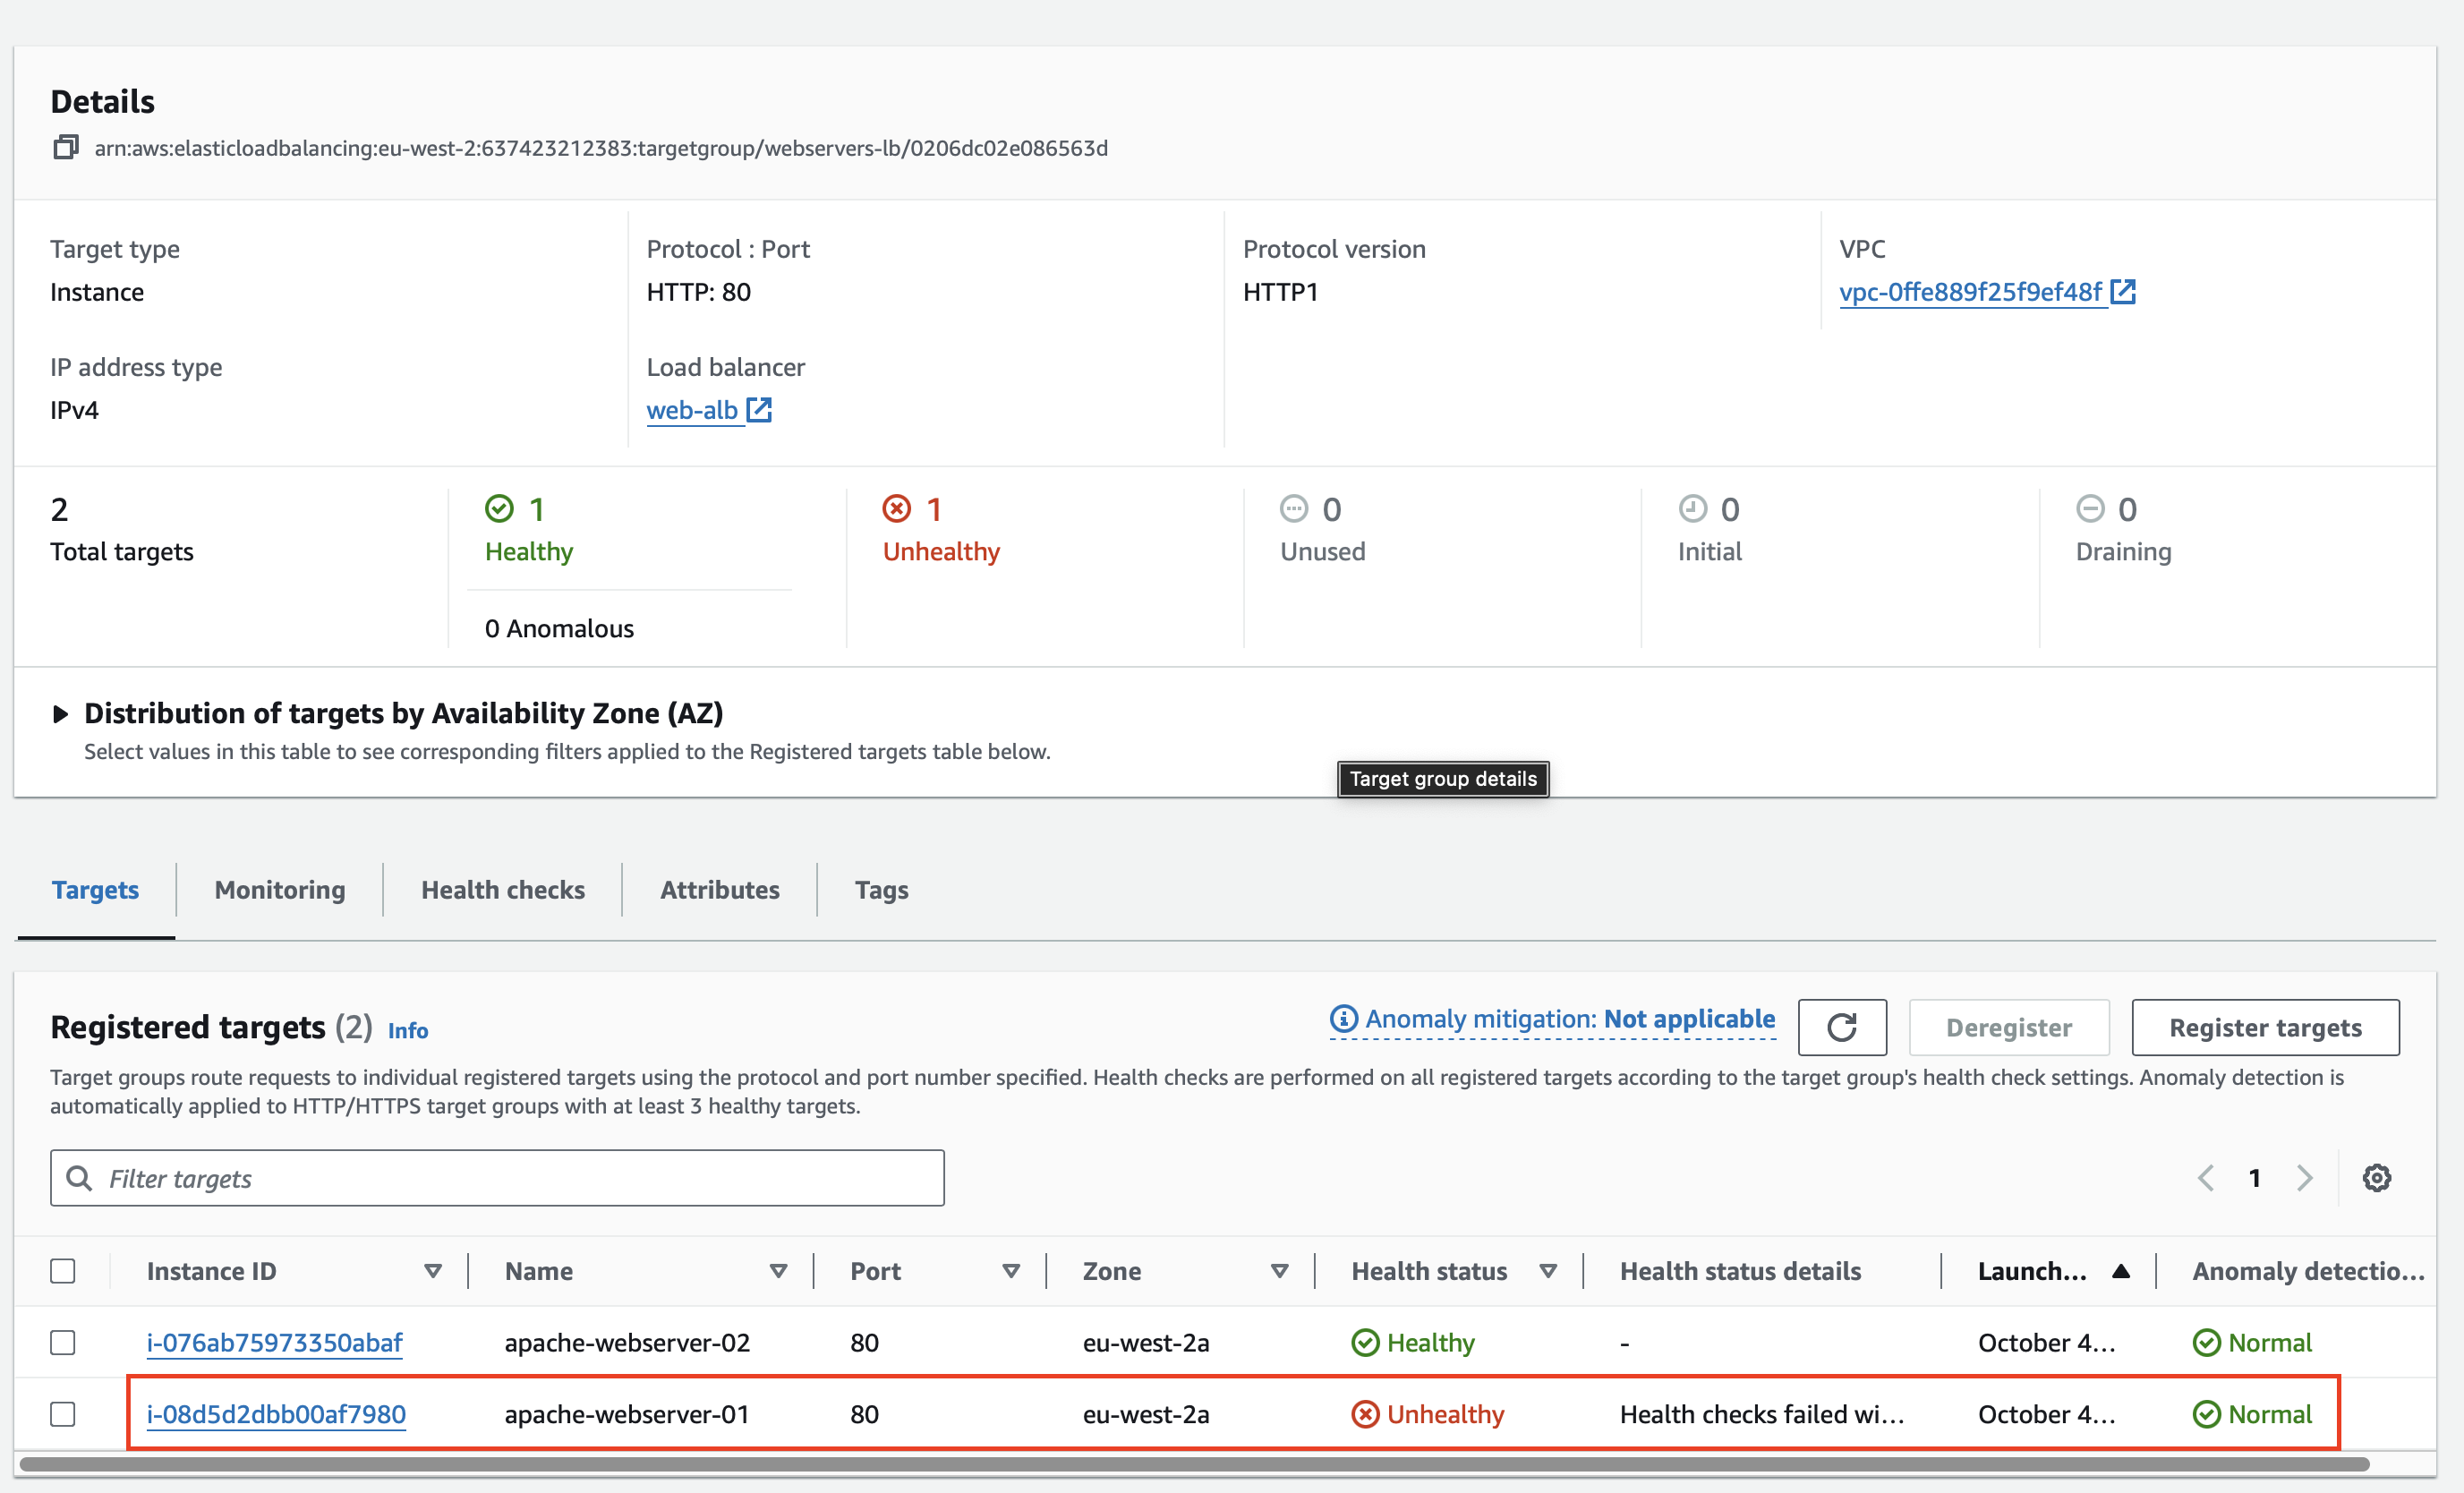 Details
arn:aws:elasticloadbalancing:eu-west-2:637423212383:targetgroup/webservers-lb/0206dc02e086563d
Target type
Instance
Protocol : Port
HTTP: 80
Protocol version
HTTP1
VPC
vpc-0ffe889f25f9ef48f
IP address type
IPv4
Load balancer
web-alb
2
Total targets
1
Healthy
0 Anomalous
1
Unhealthy
0
Unused
0
Initial
0
Draining
Distribution of targets by Availability Zone (AZ)
Select values in this table to see corresponding filters applied to the Registered targets table below.
Target group details
Targets
Monitoring
Health checks
Attributes
Tags
Registered targets (2) Info
Anomaly mitigation: Not applicable
Deregister
Register targets
Target groups route requests to individual registered targets using the protocol and port number specified. Health checks are performed on all registered targets according to the target group's health check settings. Anomaly detection is
automatically applied to HTTP/HTTPS target groups with at least 3 healthy targets.
Filter targets
1
Instance ID Name Port Zone Health status Health status details Launch... Anomaly detectio...
i-076ab75973350abaf apache-webserver-02 80 eu-west-2a Healthy - October 4... Normal
i-08d5d2dbb00af7980 apache-webserver-01 80 eu-west-2a Unhealthy Health checks failed wi... October 4... Normal